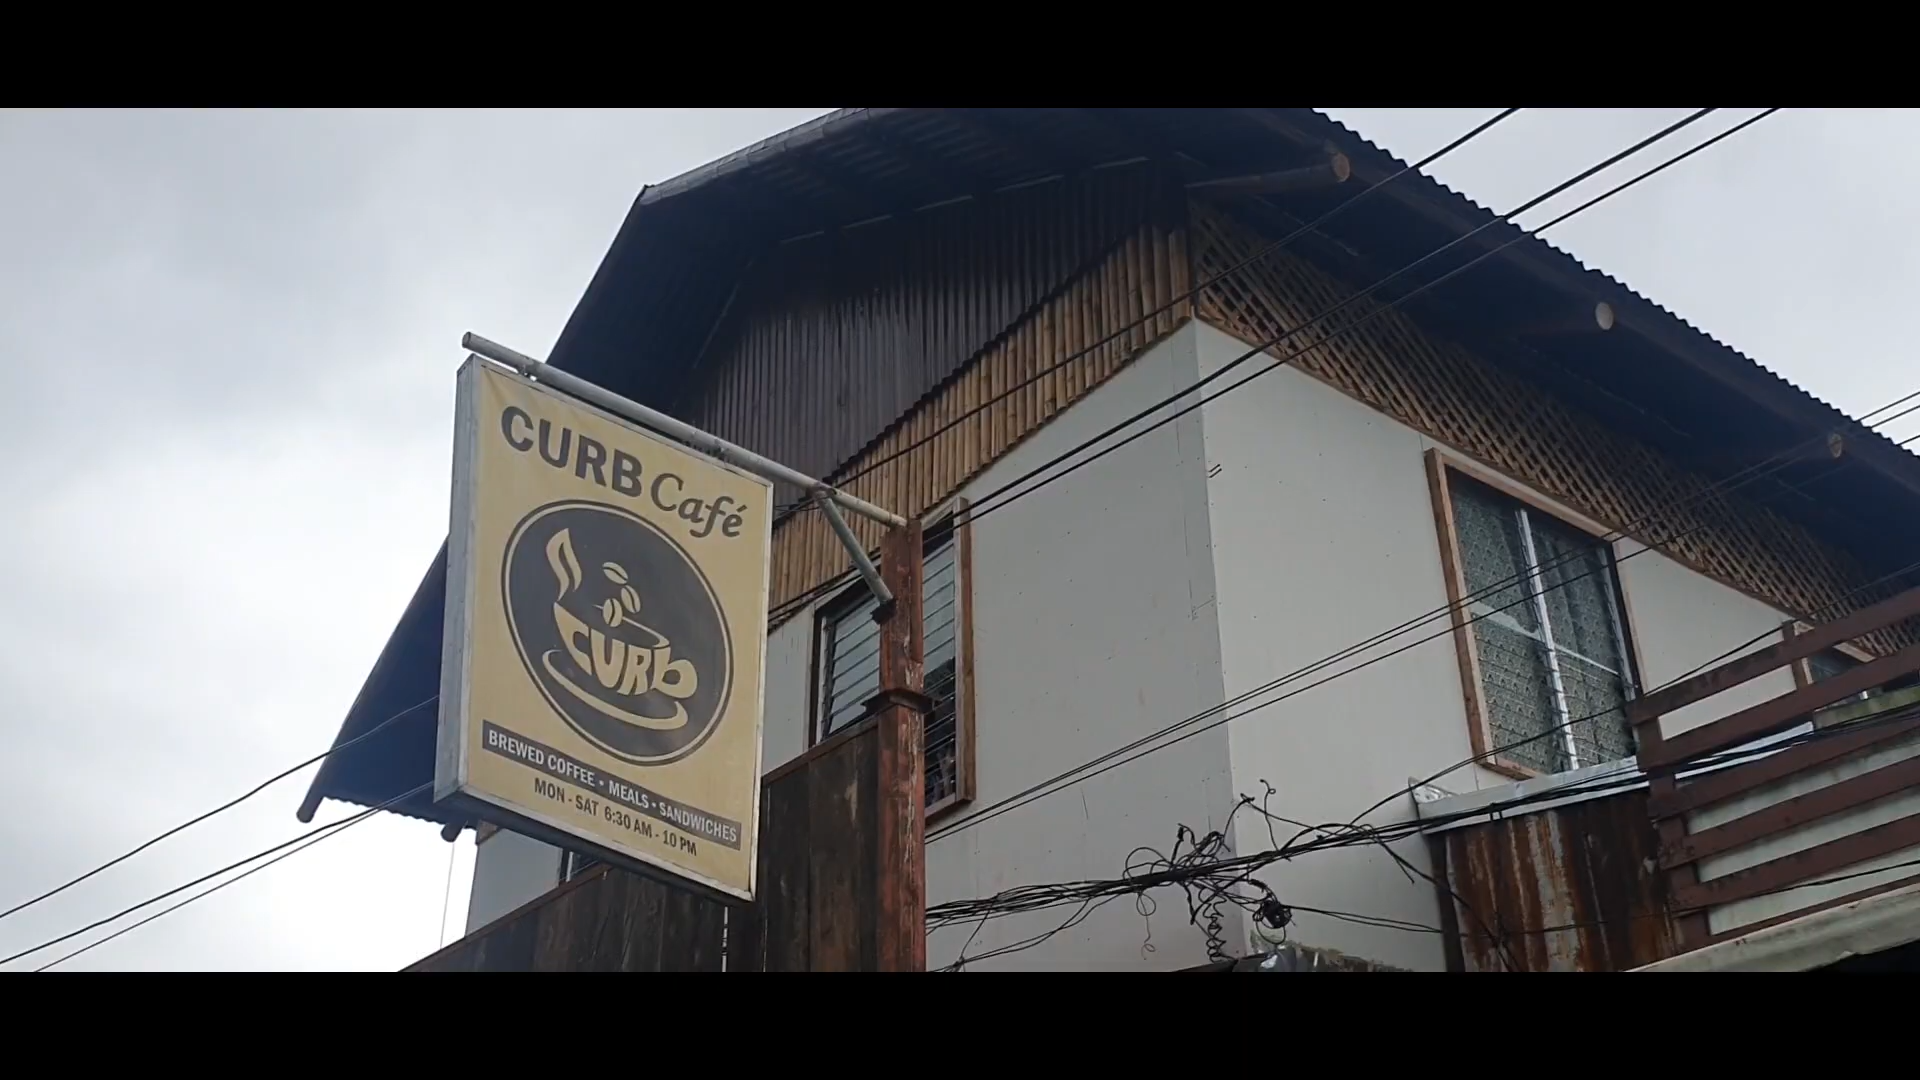 CURB Café
CURB
BREWED COFFEE • MEALS • SANDWICHES
MON - SAT 6:30 AM - 10 PM